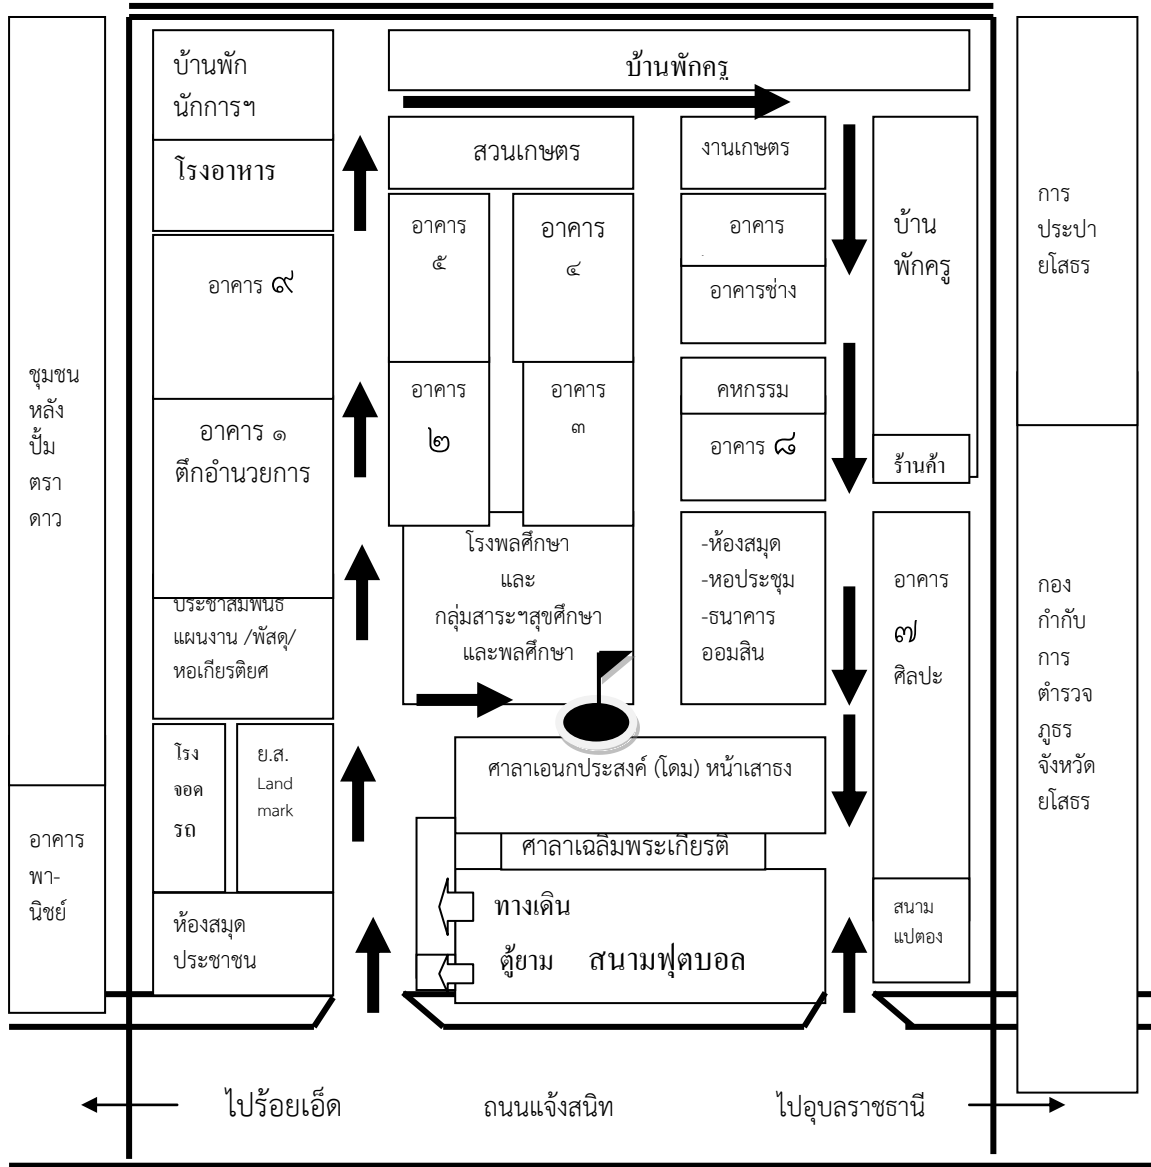 บ้านพัก
นักการฯ
โรงอาหาร
อาคาร ๙
อาคาร ๑
ตึกอำนวยการ
ประชาสัมพันธ์
แผนงาน /พัสดุ/
หอเกียรติยศ
โรง
จอด
รถ
ย.ส.
Land
mark
ห้องสมุด
ประชาชน
ชุมชน
หลัง
ปั้ม
ตรา
ดาว
อาคาร
พา-
นิชย์
บ้านพักครู
สวนเกษตร
อาคาร
๕
อาคาร
๔
อาคาร
๒
อาคาร
๓
โรงพลศึกษา
และ
กลุ่มสาระฯสุขศึกษา
และพลศึกษา
ศาลาเอนกประสงค์ (โดม) หน้าเสาธง
ศาลาเฉลิมพระเกียรติ
ทางเดิน
ตู้ยาม สนามฟุตบอล
งานเกษตร
อาคาร
อาคารช่าง
คหกรรม
อาคาร ๘
-ห้องสมุด
-หอประชุม
-ธนาคาร
ออมสิน
บ้าน
พักครู
ร้านค้า
อาคาร
๗
ศิลปะ
สนาม
แปตอง
การ
ประปา
ยโสธร
กอง
กำกับ
การ
ตำรวจ
ภูธร
จังหวัด
ยโสธร
ไปร้อยเอ็ด ถนนแจ้งสนิท ไปอุบลราชธานี